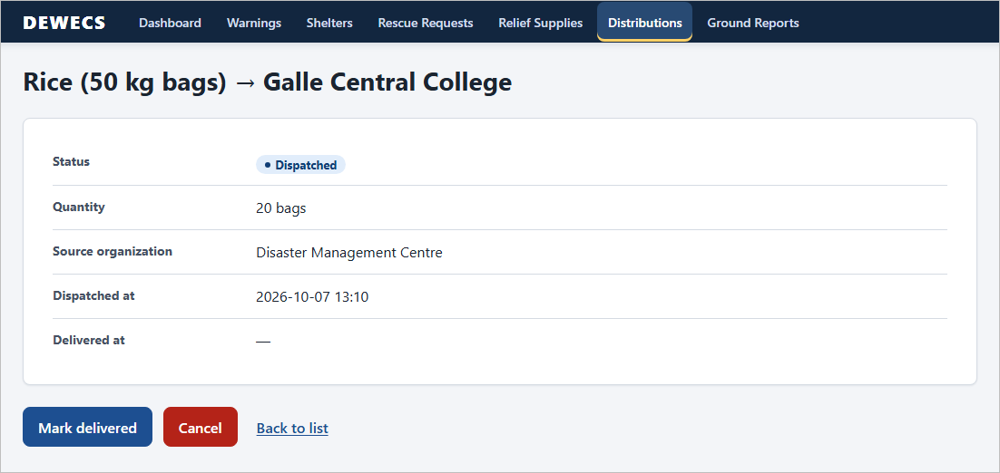 DEWECS Dashboard Warnings Shelters Rescue Requests Relief Supplies Distributions Ground Reports
Rice (50 kg bags) → Galle Central College
Status • Dispatched
Quantity 20 bags
Source organization Disaster Management Centre
Dispatched at 2026-10-07 13:10
Delivered at —
Mark delivered Cancel Back to list